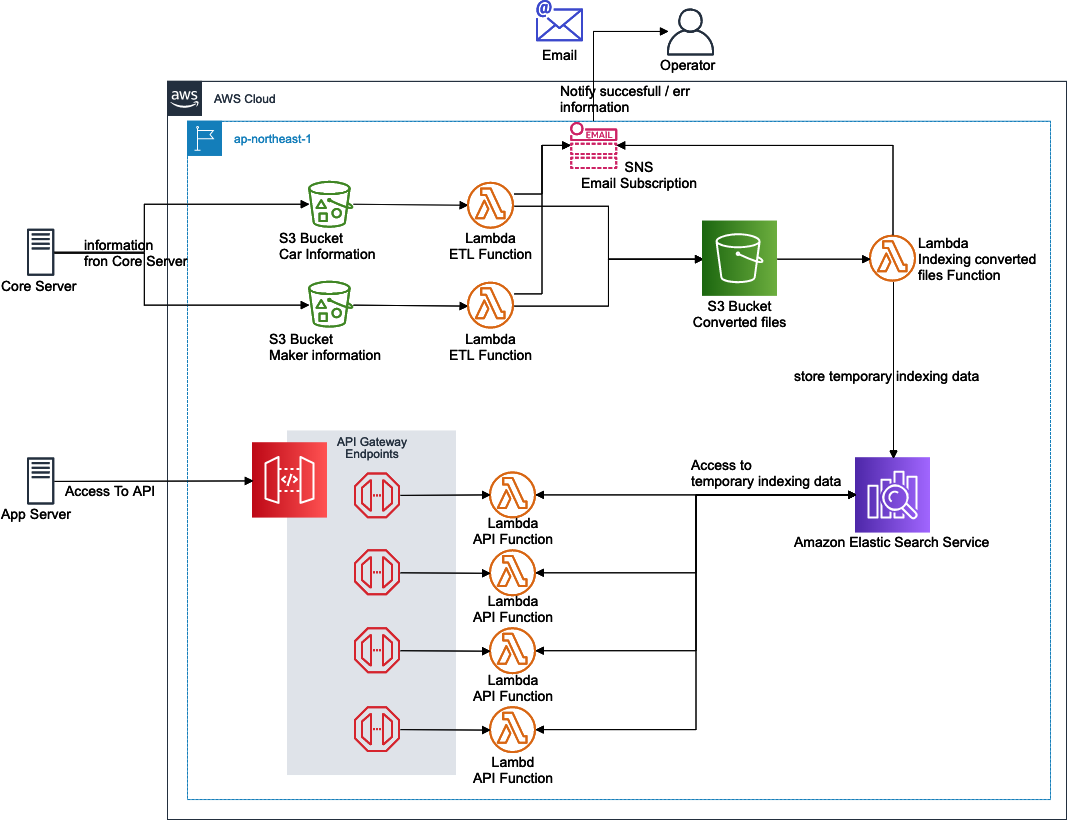 @
Email
Operator
Notify succesfull / err
information
aws
AWS Cloud
ap-northeast-1
EMAIL
SNS
Email Subscription
information
fron Core Server
Core Server
S3 Bucket
Car Information
Lambda
ETL Function
S3 Bucket
Maker information
Lambda
ETL Function
S3 Bucket
Converted files
Lambda
Indexing converted
files Function
store temporary indexing data
App Server
Access To API
</>
API Gateway
Endpoints
Lambda
API Function
Lambda
API Function
Lambda
API Function
Lambd
API Function
Access to
temporary indexing data
Amazon Elastic Search Service